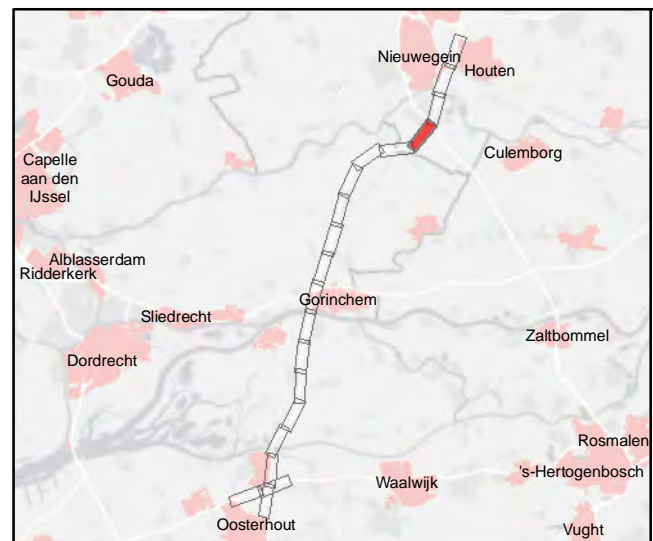 Nieuwegein
Houten
Gouda
Culemborg
Capelle
aan den
IJssel
Alblasserdam
Ridderkerk
Sliedrecht
Gorinchem
Dordrecht
Zaltbommel
Rosmalen
's-Hertogenbosch
Waalwijk
Oosterhout
Vught